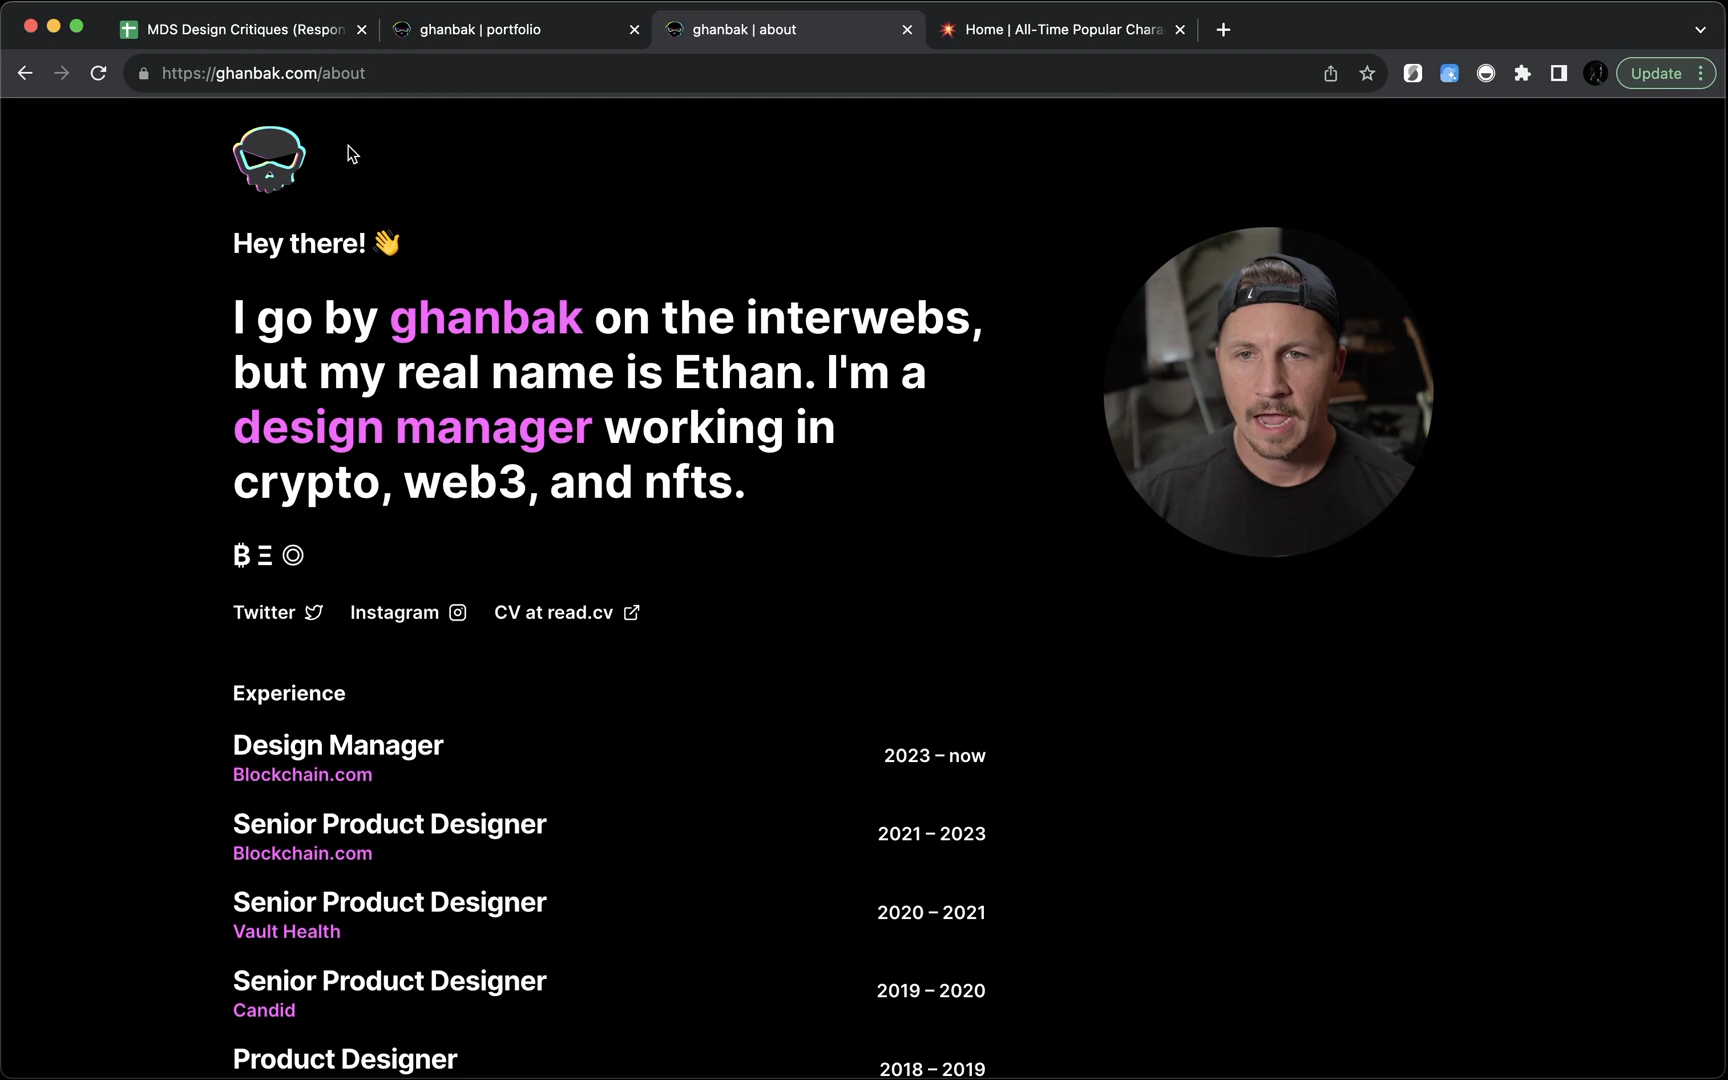 MDS Design Critiques (Respon
ghanbak | portfolio
ghanbak | about
Home | All-Time Popular Chara
https://ghanbak.com/about
Update
Hey there! 👋
I go by ghanbak on the interwebs,
but my real name is Ethan. I'm a
design manager working in
crypto, web3, and nfts.
Twitter
Instagram
CV at read.cv
Experience
Design Manager
2023 – now
Blockchain.com
Senior Product Designer
2021 – 2023
Blockchain.com
Senior Product Designer
2020 – 2021
Vault Health
Senior Product Designer
2019 – 2020
Candid
Product Designer
2018 – 2019